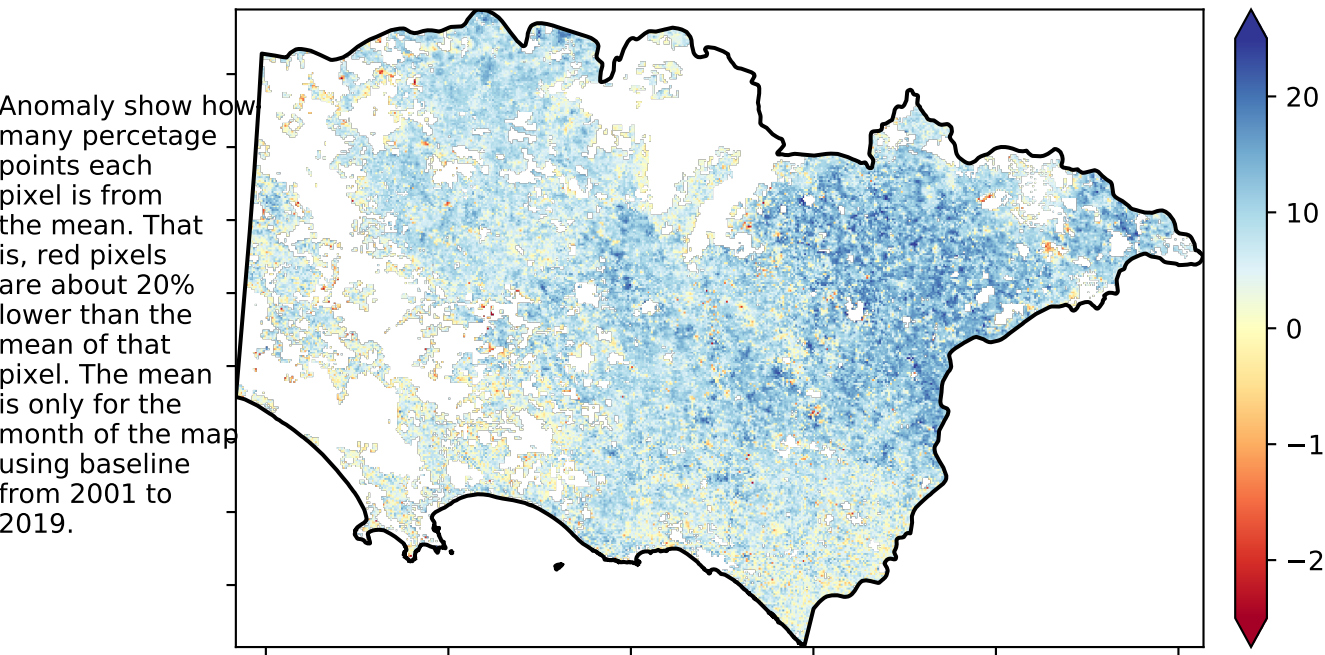 Anomaly show how
many percetage
points each
pixel is from
the mean. That
is, red pixels
are about 20%
lower than the
mean of that
pixel. The mean
is only for the
month of the map
using baseline
from 2001 to
2019.
20
10
0
−1
−2